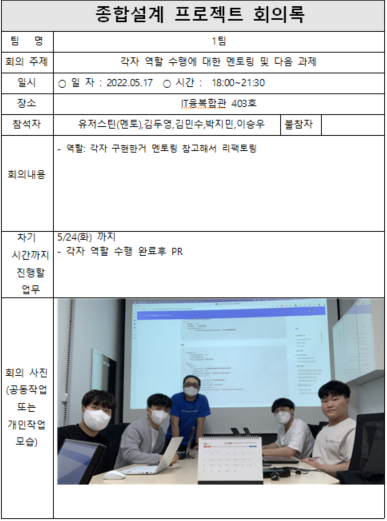 종합설계 프로젝트 회의록
팀 명 1팀
회의 주제 각자 역할 수행에 대한 멘토링 및 다음 과제
일시 ○ 일 자 : 2022.05.17 ○ 시간 : 18:00~21:30
장소 IT융복합관 403호
참석자 유저스틴(멘토),김두영,김민수,박지민,이승우 불참자
회의내용 - 역할: 각자 구현한거 멘토링 참고해서 리팩토링
차기
시간까지
진행할
업무
5/24(화) 까지
- 각자 역할 수행 완료후 PR
회의 사진
(공동작업
또는
개인작업
모습)